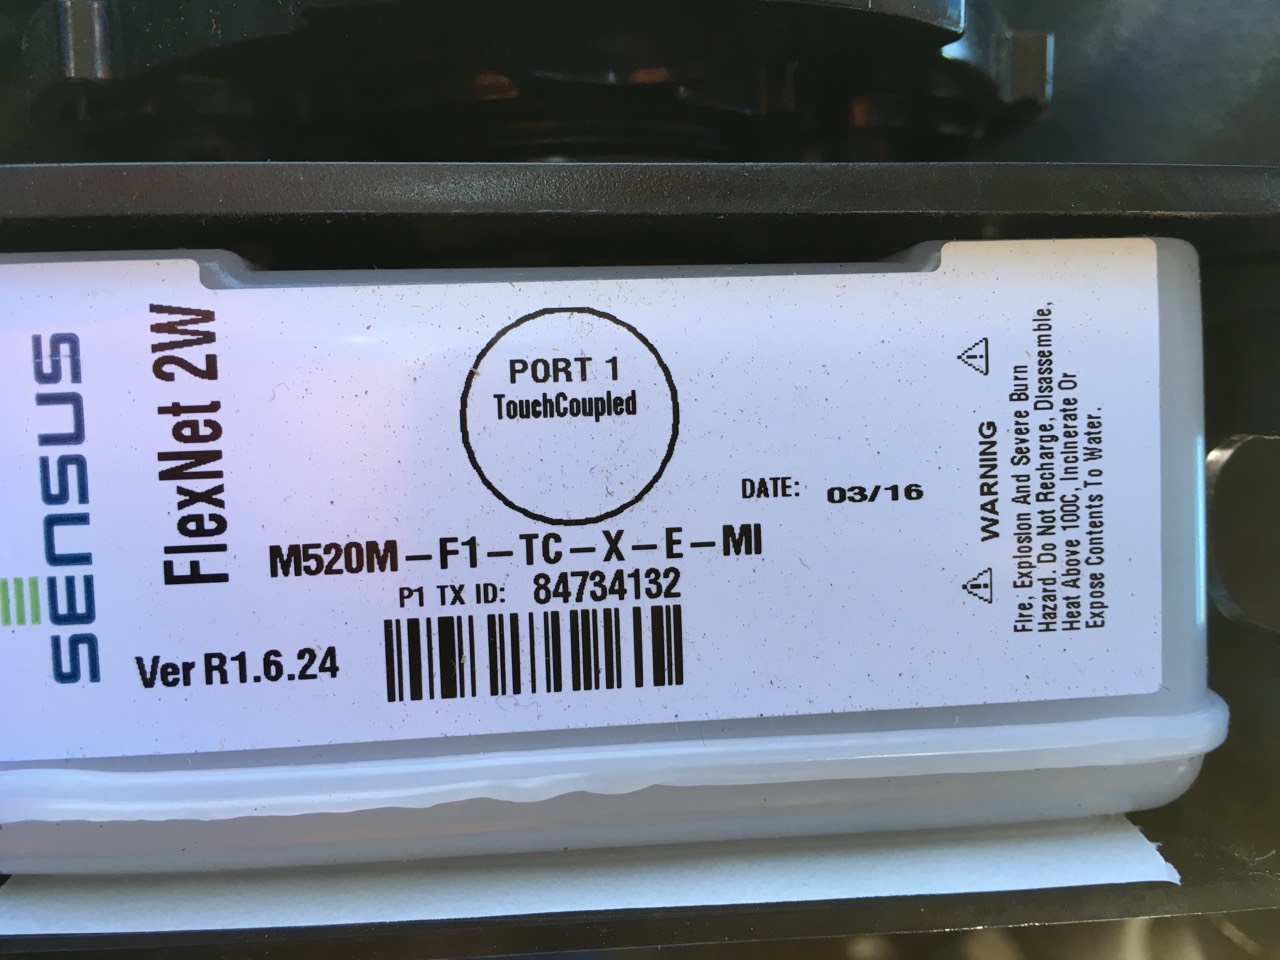 SENSUS
FlexNet 2W
PORT 1
TouchCoupled
DATE: 03/16
M520M-F1-TC-X-E-MI
P1 TX ID: 84734132
Ver R1.6.24
WARNING
Fire, Explosion And Severe Burn
Hazard. Do Not Recharge, Disassemble,
Heat Above 100C, Incinerate Or
Expose Contents To Water.